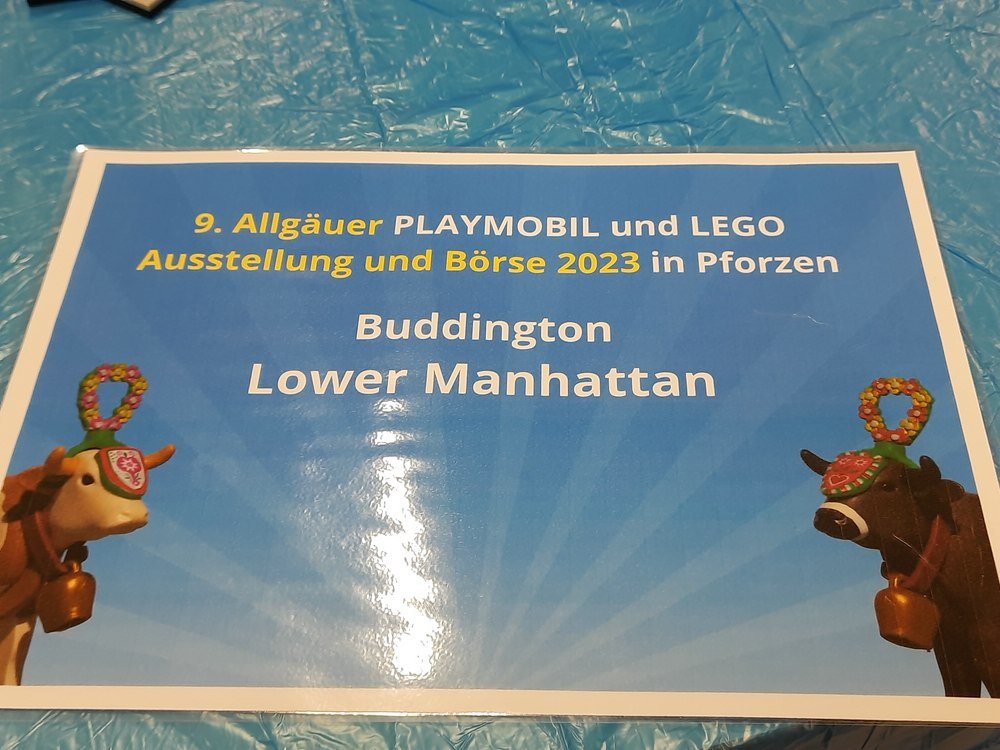 9. Allgäuer PLAYMOBIL und LEGO
Ausstellung und Börse 2023 in Pforzen
Buddington
Lower Manhattan